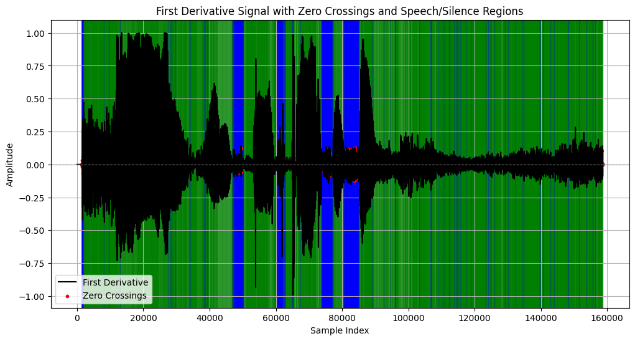 First Derivative Signal with Zero Crossings and Speech/Silence Regions
1.00
0.75
0.50
0.25
0.00
−0.25
−0.50
−0.75
−1.00
Amplitude
First Derivative
Zero Crossings
0 20000 40000 60000 80000 100000 120000 140000 160000
Sample Index